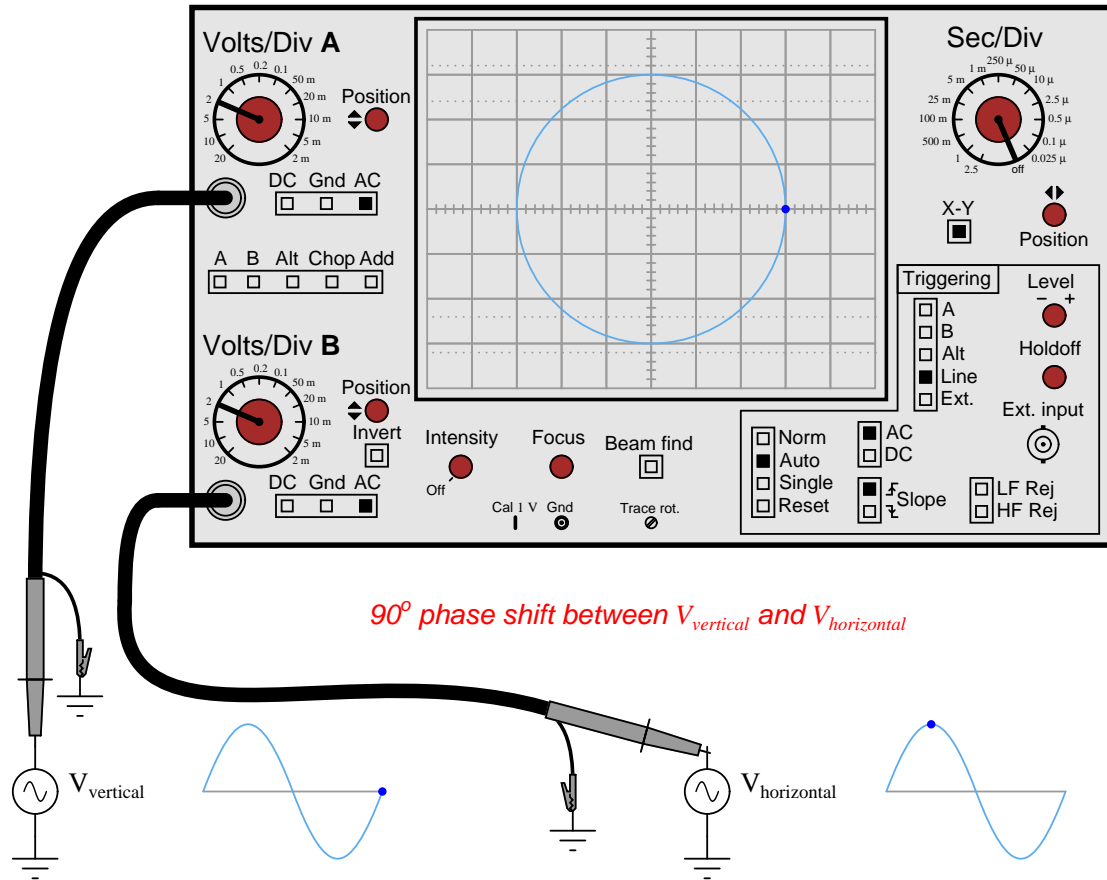 Volts/Div A
20 10 5 2 1 0.5 0.2 0.1 50 m 20 m 10 m 5 m 2 m
Position
DC Gnd AC
A B Alt Chop Add
Volts/Div B
20 10 5 2 1 0.5 0.2 0.1 50 m 20 m 10 m 5 m 2 m
Position
Invert
DC Gnd AC
Intensity
Off
Focus
Beam find
Cal 1 V Gnd
Trace rot.
Sec/Div
2.5 1 500 m 100 m 25 m 5 m 1 m 250 μ 50 μ 10 μ 2.5 μ 0.5 μ 0.1 μ 0.025 μ off
X-Y
Position
Triggering
A
B
Alt
Line
Ext.
Level
− +
Holdoff
Ext. input
Norm
Auto
Single
Reset
AC
DC
Slope
LF Rej
HF Rej
90° phase shift between Vvertical and Vhorizontal
Vvertical
Vhorizontal